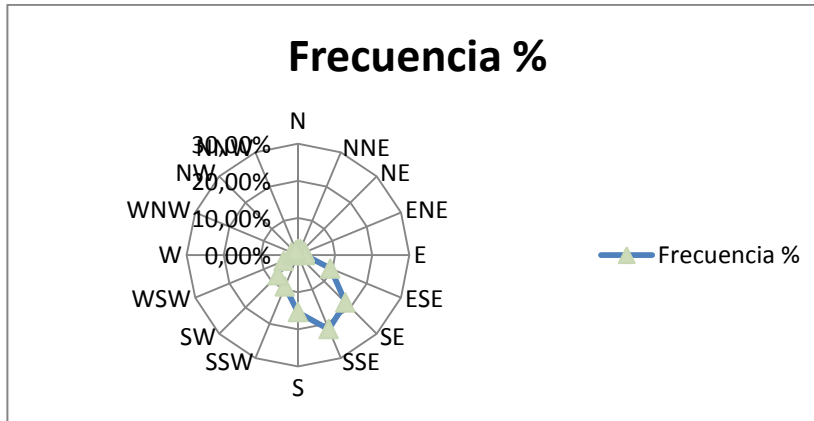 Frecuencia %
N
NNE
NE
ENE
E
ESE
SE
SSE
S
SSW
SW
WSW
W
WNW
NW
NNW
30,00%
20,00%
10,00%
0,00%
Frecuencia %